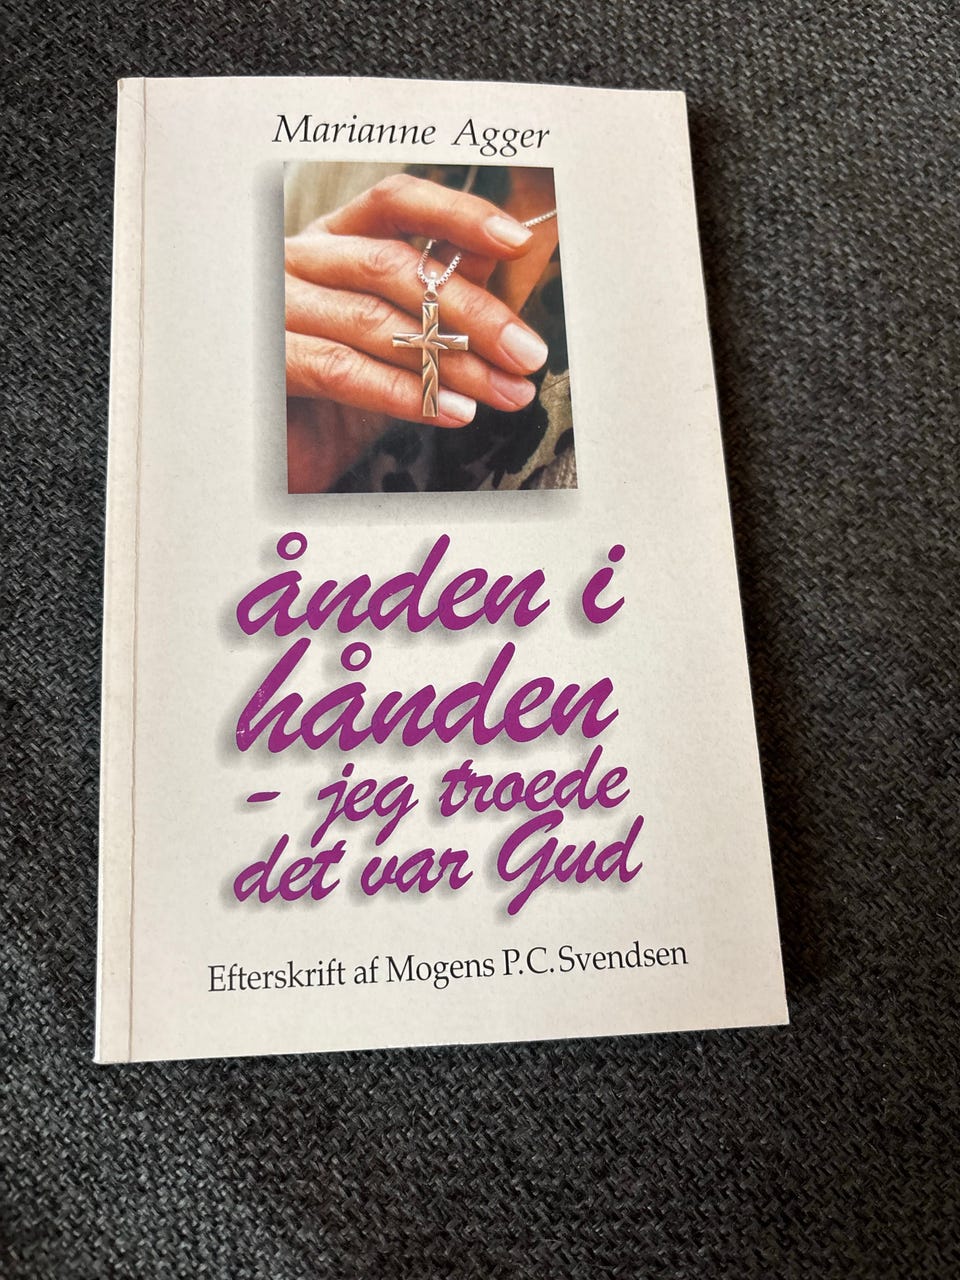 Marianne Agger
ånden i
hånden
- jeg troede
det var Gud
Efterskrift af Mogens P.C. Svendsen